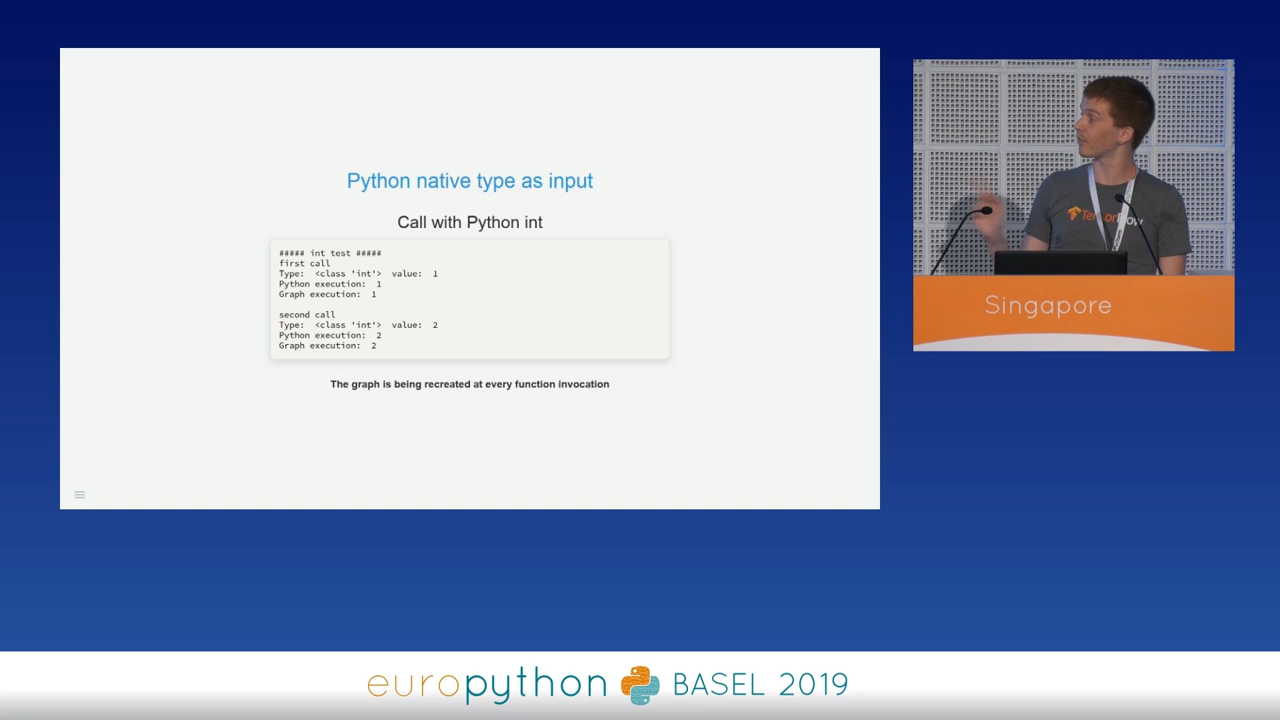 Python native type as input
Call with Python int
##### int test #####
first call
Type:  <class 'int'>  value:  1
Python execution:  1
Graph execution:  1
second call
Type:  <class 'int'>  value:  2
Python execution:  2
Graph execution:  2
The graph is being recreated at every function invocation
TensorFlow
Singapore
europython BASEL 2019